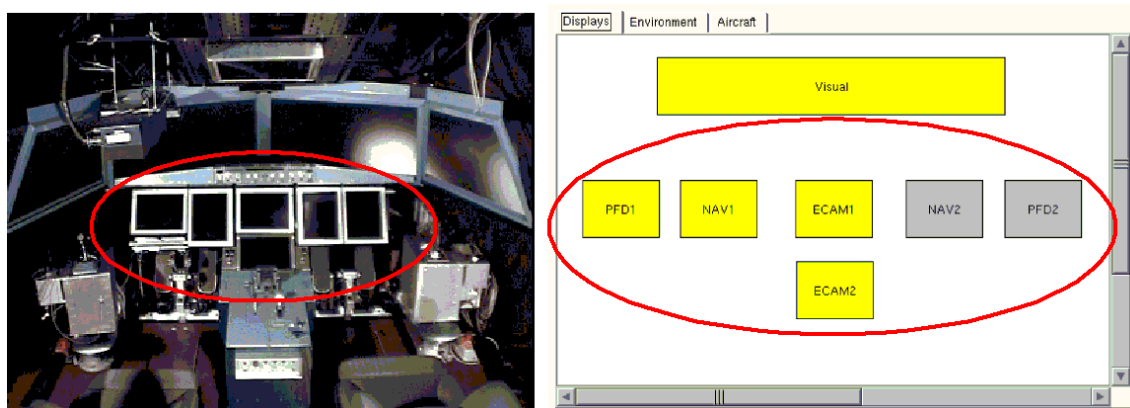 Displays Environment Aircraft
Visual
PFD1 NAV1 ECAM1 NAV2 PFD2
ECAM2